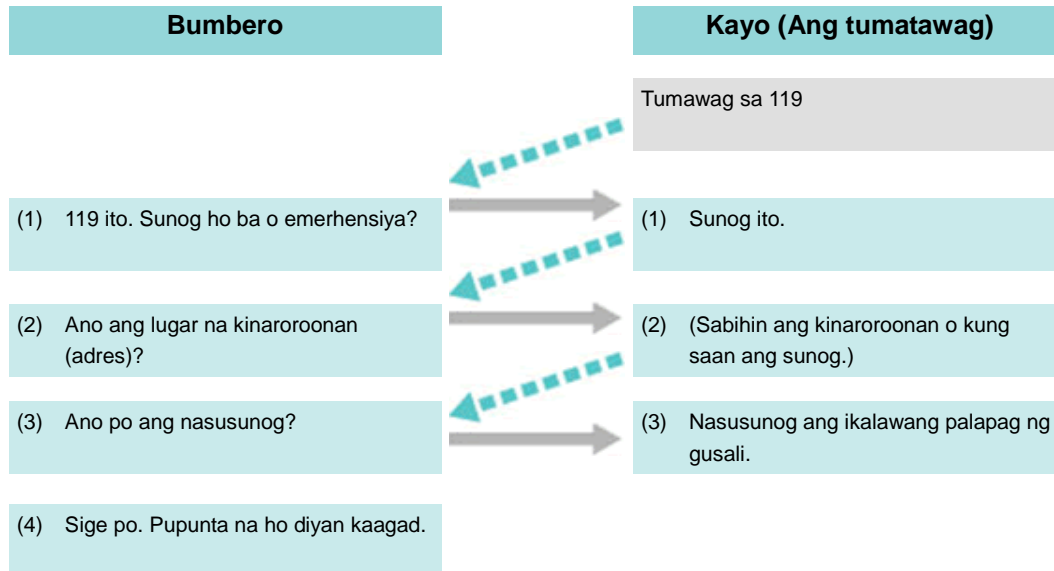 Bumbero
Kayo (Ang tumatawag)
Tumawag sa 119
(1) 119 ito. Sunog ho ba o emerhensiya?
(1) Sunog ito.
(2) Ano ang lugar na kinaroroonan
(adres)?
(2) (Sabihin ang kinaroroonan o kung
saan ang sunog.)
(3) Ano po ang nasusunog?
(3) Nasusunog ang ikalawang palapag ng
gusali.
(4) Sige po. Pupunta na ho diyan kaagad.